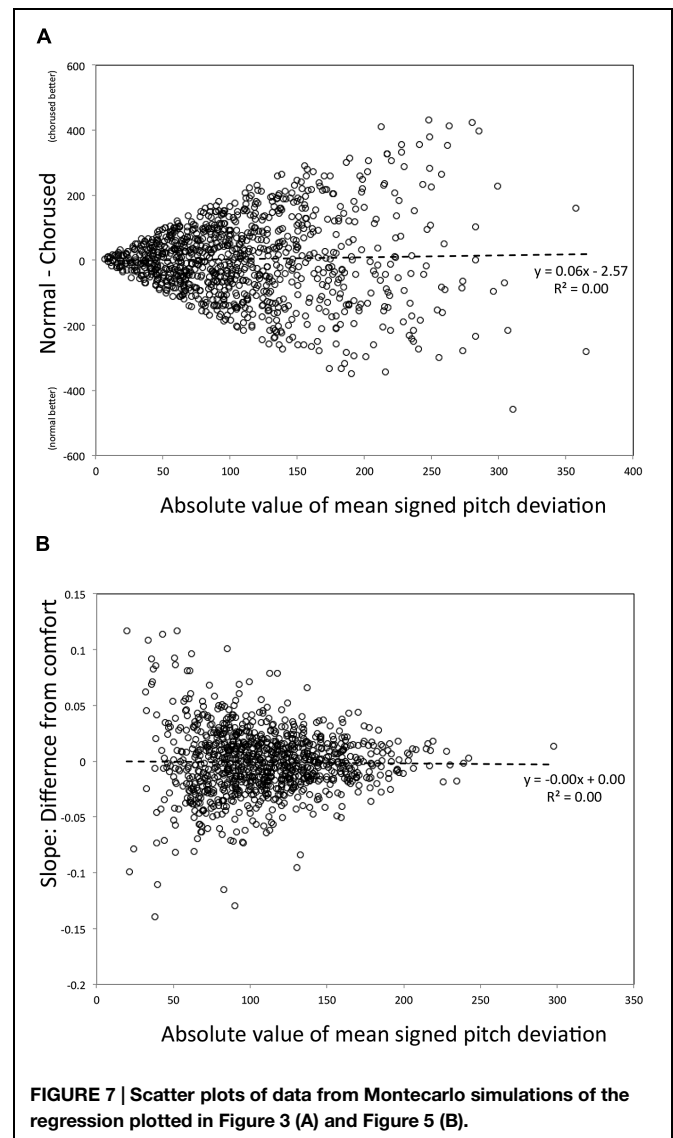 A
600
400
200
0
-200
-400
-600
(chorused better)
Normal - Chorused
(normal better)
y = 0.06x - 2.57
R² = 0.00
0 50 100 150 200 250 300 350 400
Absolute value of mean signed pitch deviation
B
0.15
0.1
0.05
0
-0.05
-0.1
-0.15
-0.2
Slope: Differnce from comfort
y = -0.00x + 0.00
R² = 0.00
0 50 100 150 200 250 300 350
Absolute value of mean signed pitch deviation
FIGURE 7 | Scatter plots of data from Montecarlo simulations of the
regression plotted in Figure 3 (A) and Figure 5 (B).